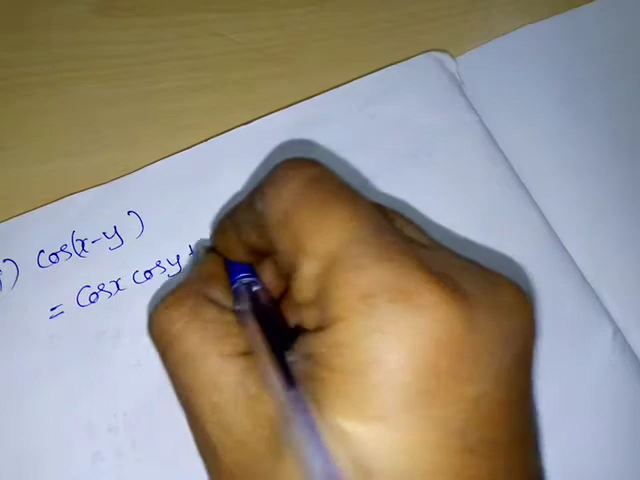 ) cos(x-y)
= cosx cosy +